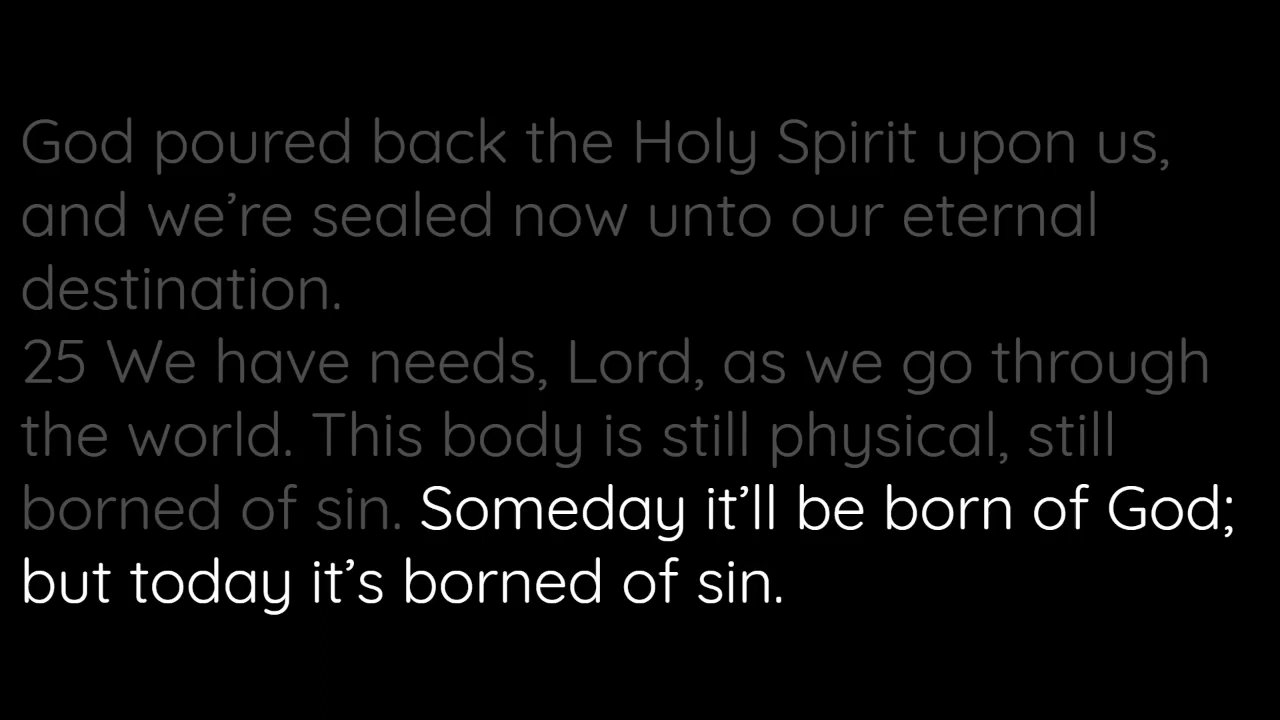 God poured back the Holy Spirit upon us,
and we’re sealed now unto our eternal
destination.
25 We have needs, Lord, as we go through
the world. This body is still physical, still
borned of sin. Someday it’ll be born of God;
but today it’s borned of sin.